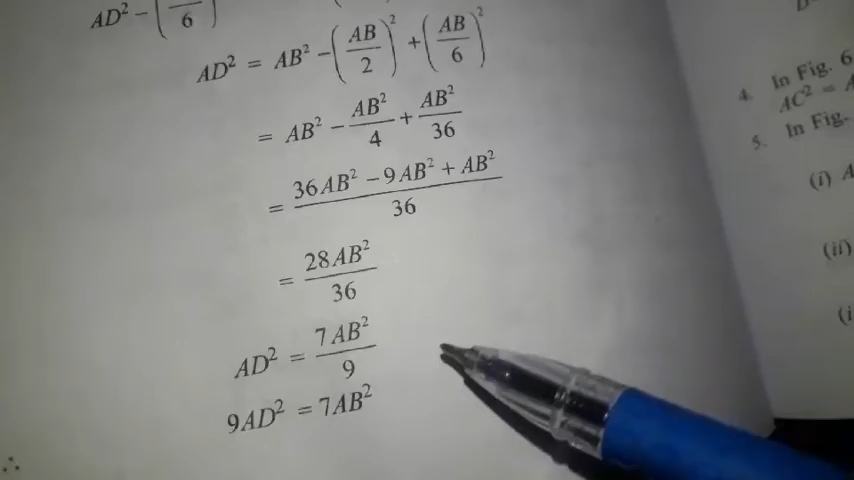 AD² − ( 6 )
AD² = AB² − (AB/2)² + (AB/6)²
= AB² − AB²/4 + AB²/36
= 36AB² − 9AB² + AB² / 36
= 28AB²/36
AD² = 7AB²/9
9AD² = 7AB²
∴
4. In Fig. 6
AC² =
5. In Fig.
(i) A
(ii)
(i